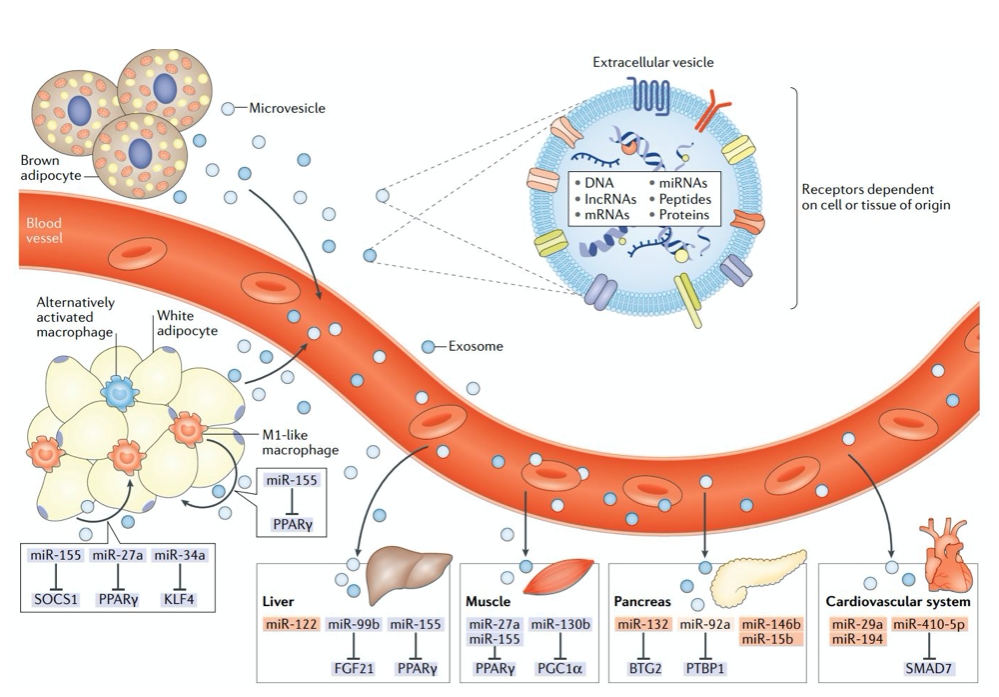 Extracellular vesicle
Microvesicle
Brown
adipocyte
• DNA
• lncRNAs
• mRNAs
• miRNAs
• Peptides
• Proteins
Receptors dependent
on cell or tissue of origin
Blood
vessel
Alternatively
activated
macrophage
White
adipocyte
Exosome
M1-like
macrophage
miR-155
PPARγ
miR-155 miR-27a miR-34a
SOCS1 PPARγ KLF4
Liver
miR-122 miR-99b miR-155
FGF21 PPARγ
Muscle
miR-27a miR-130b
miR-155
PPARγ PGC1α
Pancreas
miR-132 miR-92a miR-146b
miR-15b
BTG2 PTBP1
Cardiovascular system
miR-29a miR-410-5p
miR-194
SMAD7